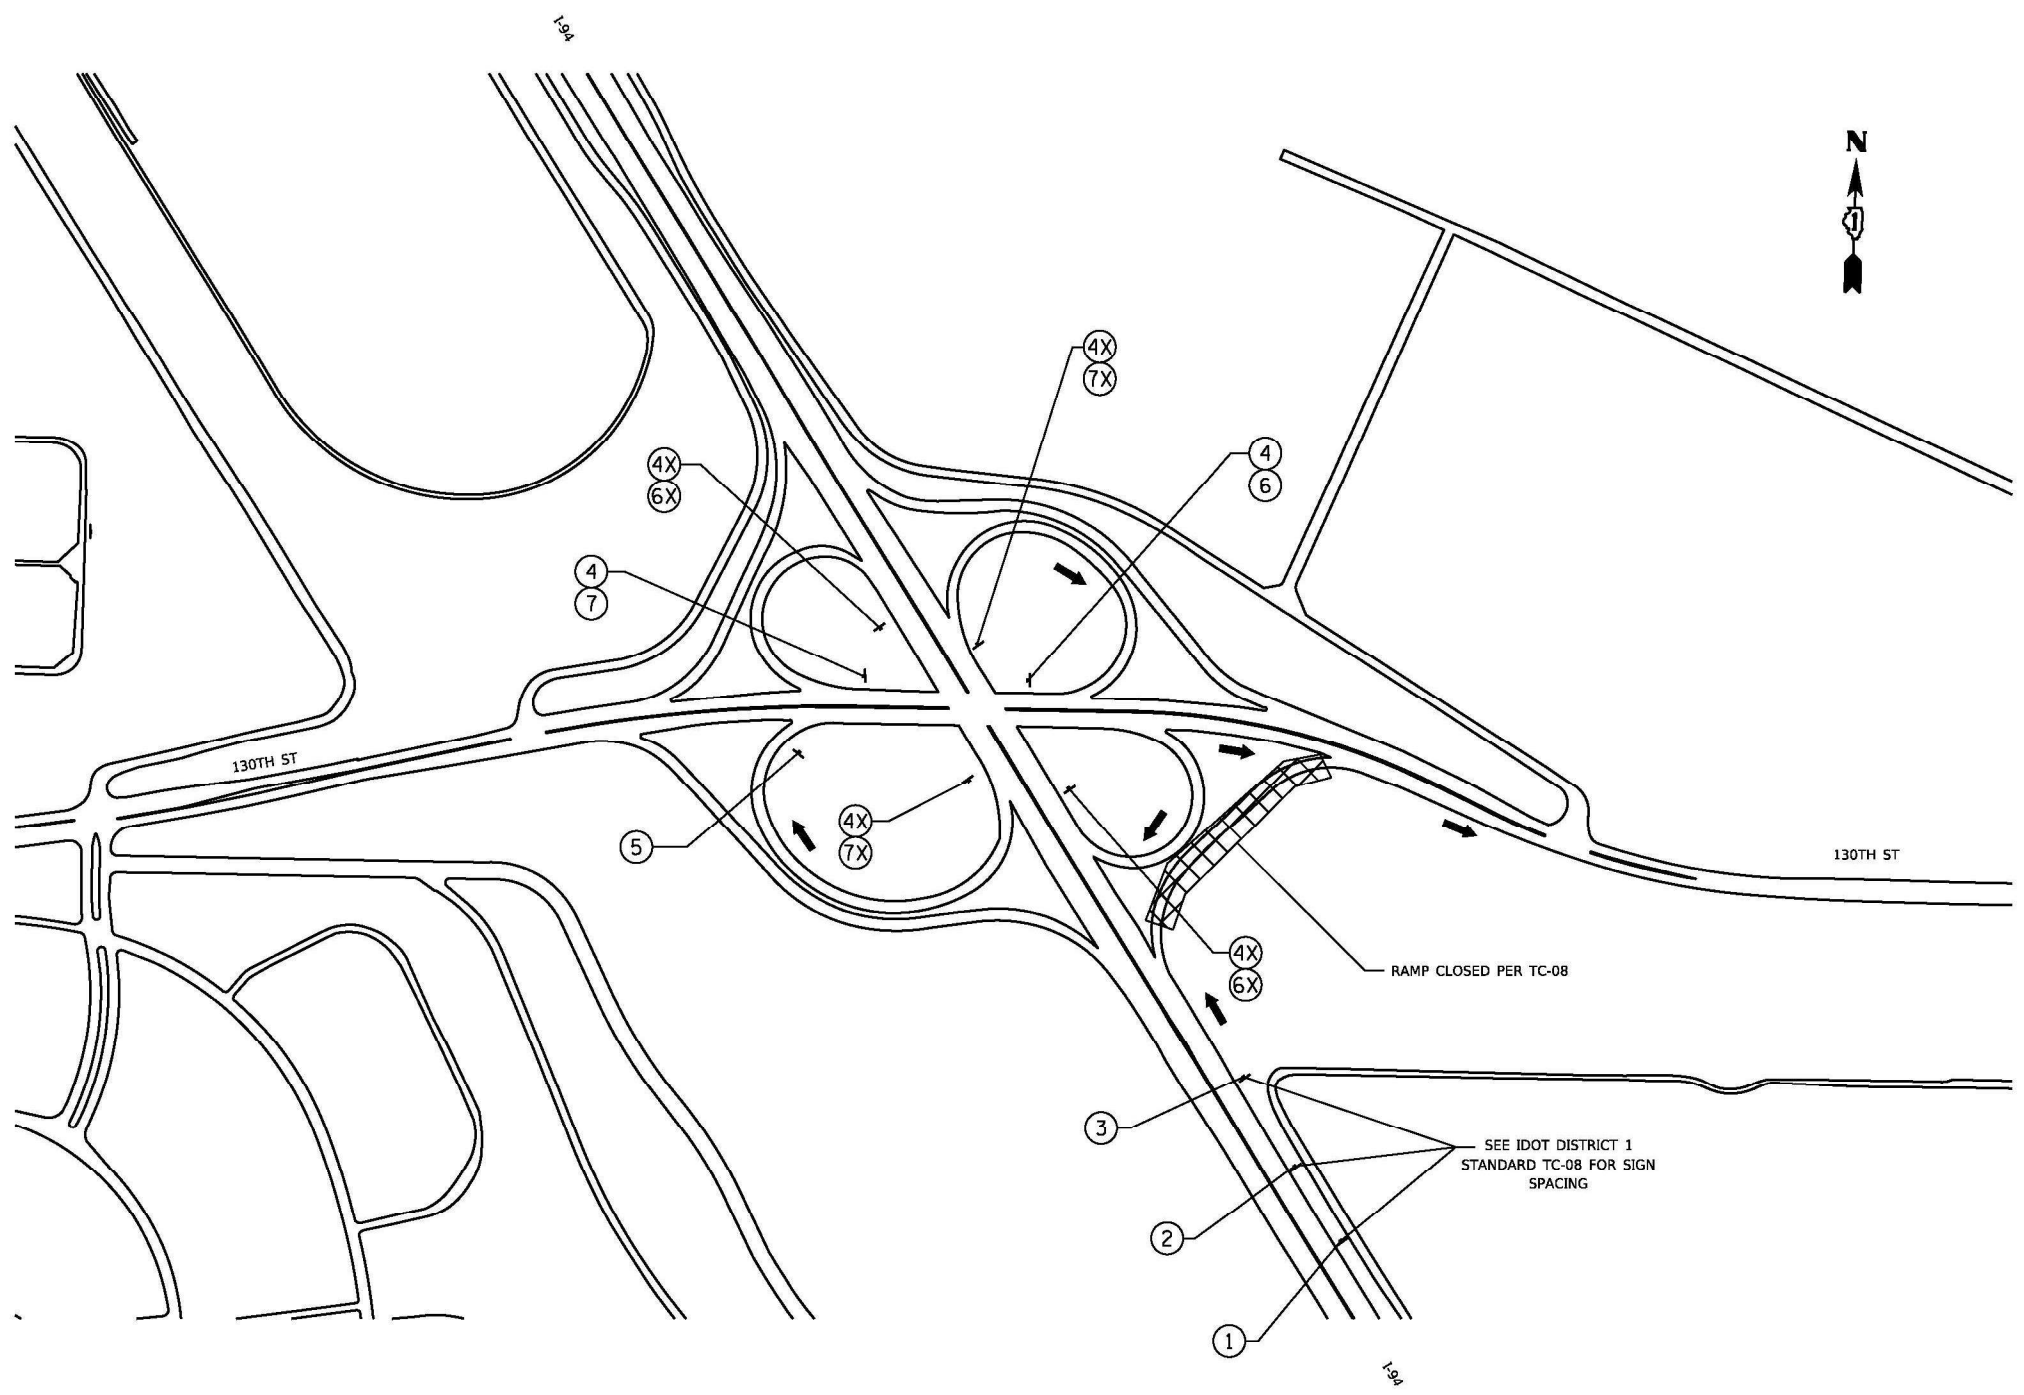 I-94
N
1
4X
7X
4
6
4X
6X
4
7
130TH ST
5
4X
7X
130TH ST
4X
6X
RAMP CLOSED PER TC-08
3
SEE IDOT DISTRICT 1
STANDARD TC-08 FOR SIGN
SPACING
2
1
I-94